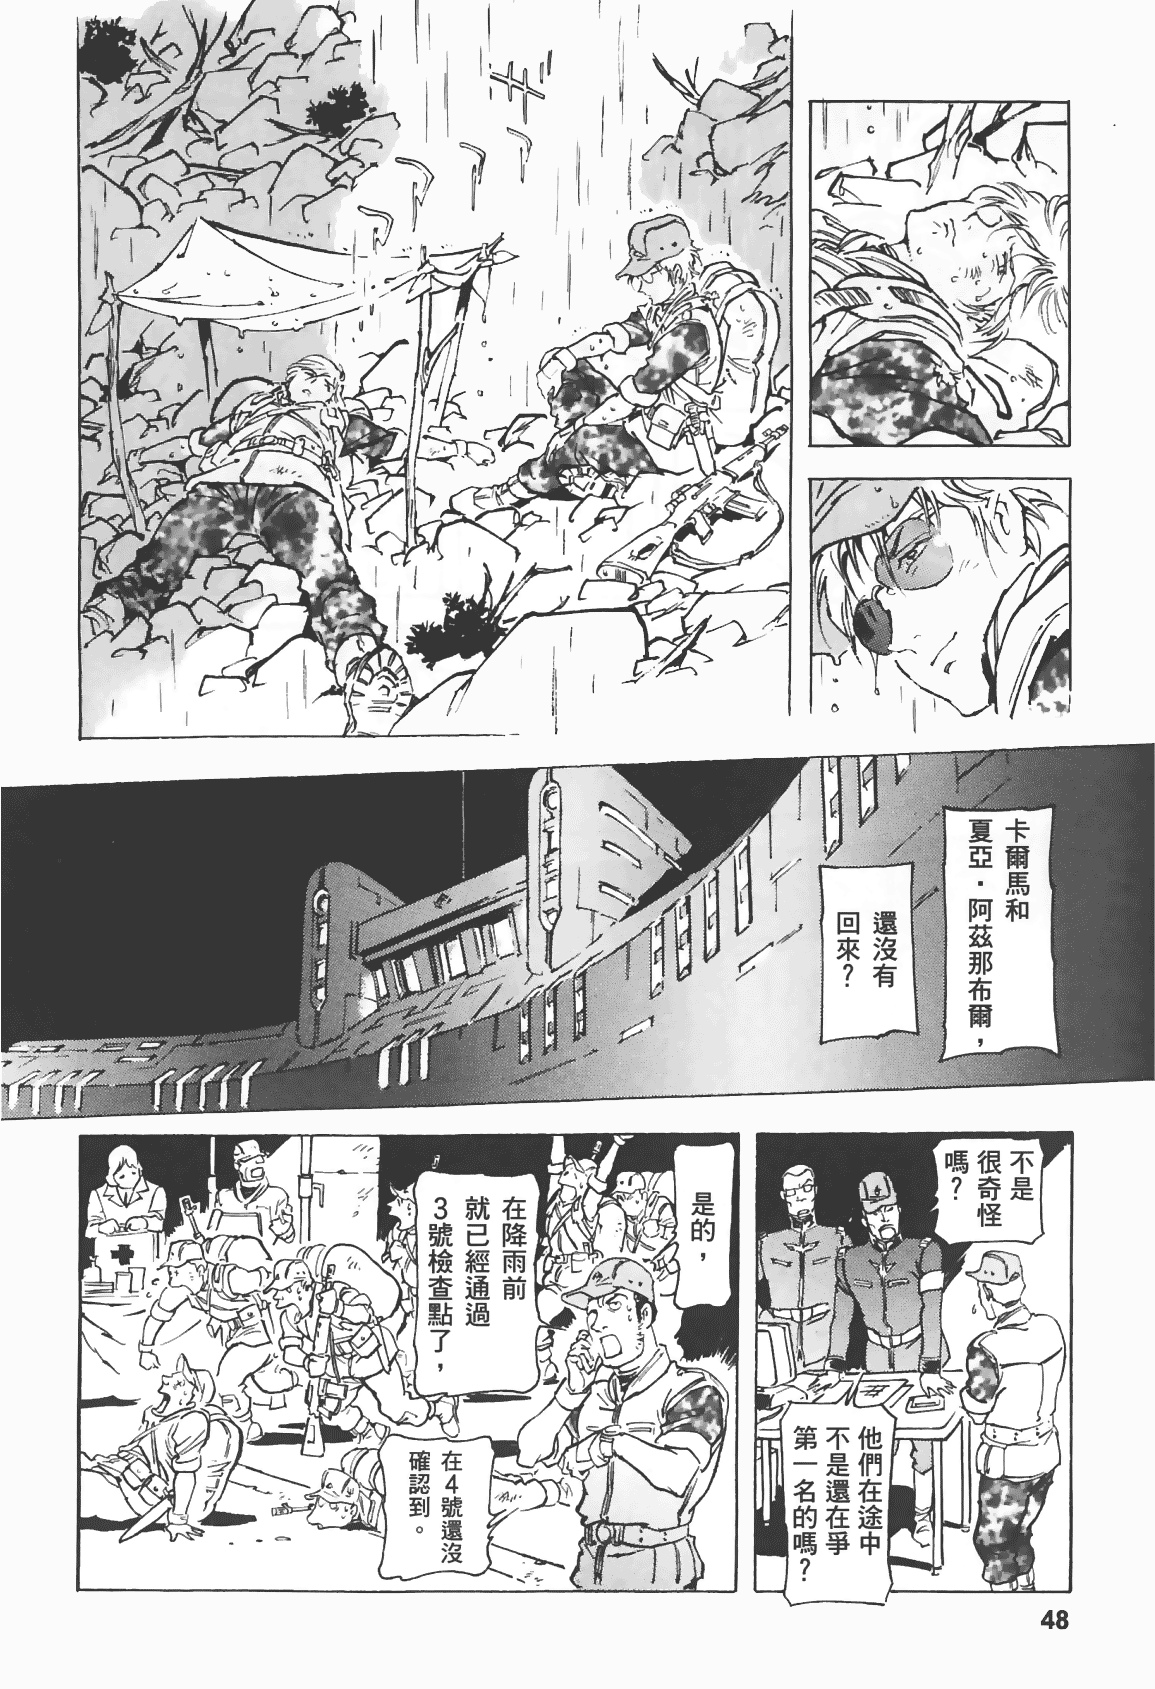 卡爾馬和
夏亞·阿茲那布爾，
還沒有
回來？
不是
很奇怪
嗎？
他們在途中
不是還在爭
第一名的嗎？
是的，
在降雨前
就已經通過
3號檢查點了，
在4號還沒
確認到。
48